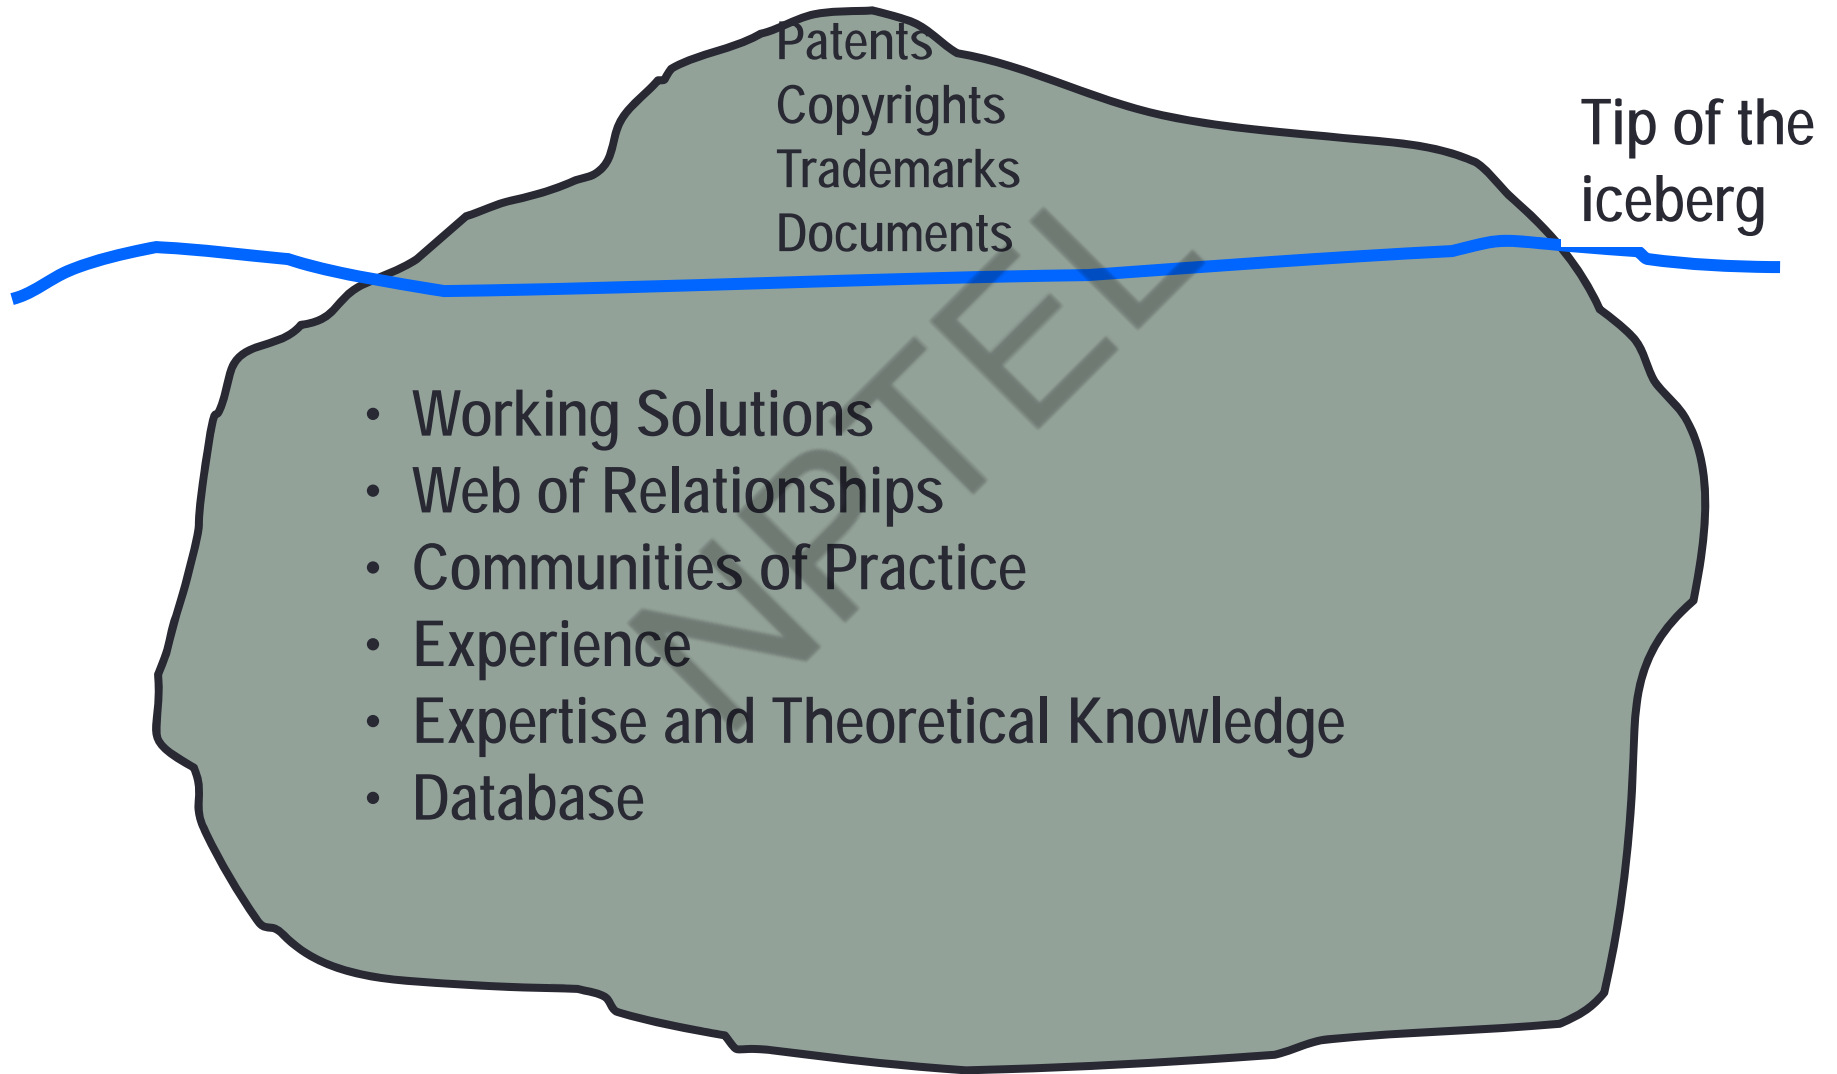 Patents
Copyrights
Trademarks
Documents
Tip of the
iceberg
• Working Solutions
• Web of Relationships
• Communities of Practice
• Experience
• Expertise and Theoretical Knowledge
• Database
NPTEL